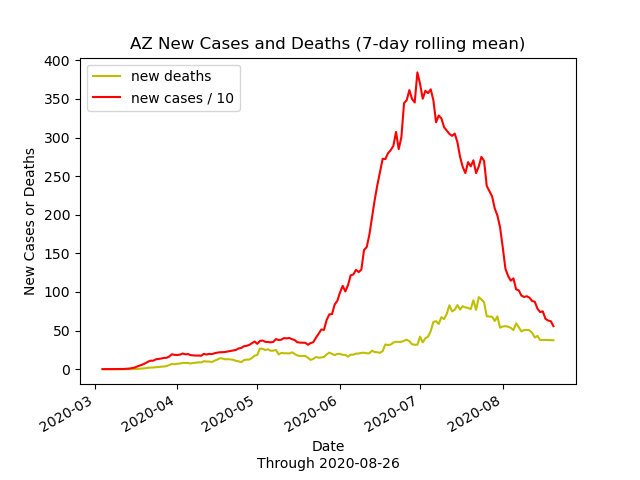 AZ New Cases and Deaths (7-day rolling mean)
new deaths
new cases / 10
New Cases or Deaths
400
350
300
250
200
150
100
50
0
2020-03
2020-04
2020-05
2020-06
2020-07
2020-08
Date
Through 2020-08-26